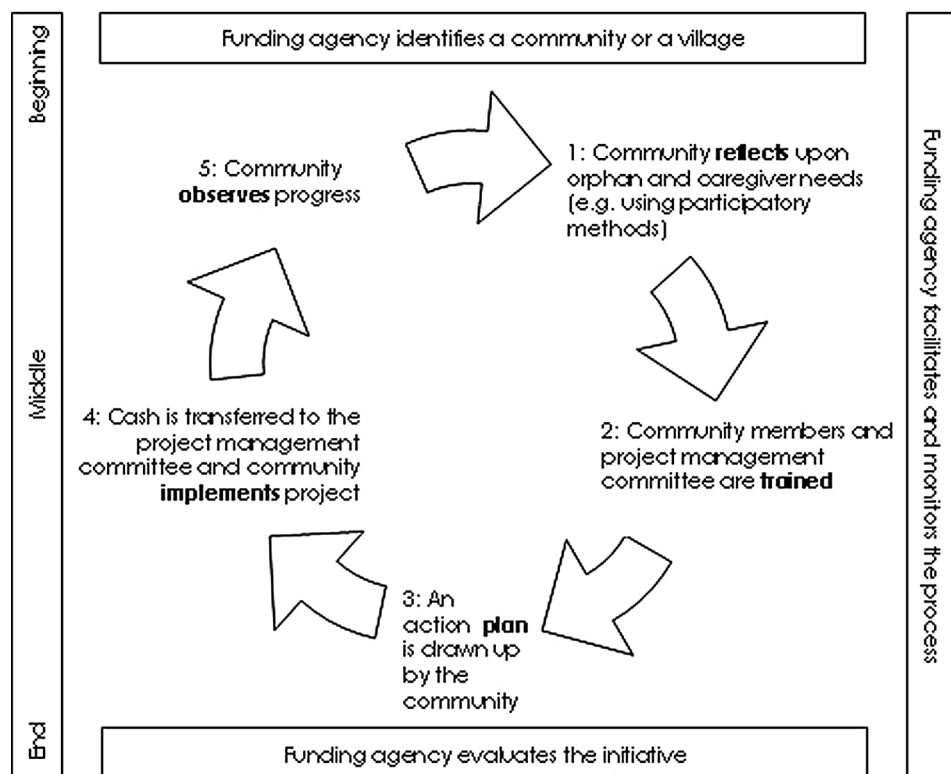 Funding agency identifies a community or a village
Beginning
Middle
End
1: Community reflects upon
orphan and caregiver needs
(e.g. using participatory
methods)
2: Community members and
project management
committee are trained
3: An
action plan
is drawn up
by the
community
4: Cash is transferred to the
project management
committee and community
implements project
5: Community
observes progress
Funding agency facilitates and monitors the process
Funding agency evaluates the initiative